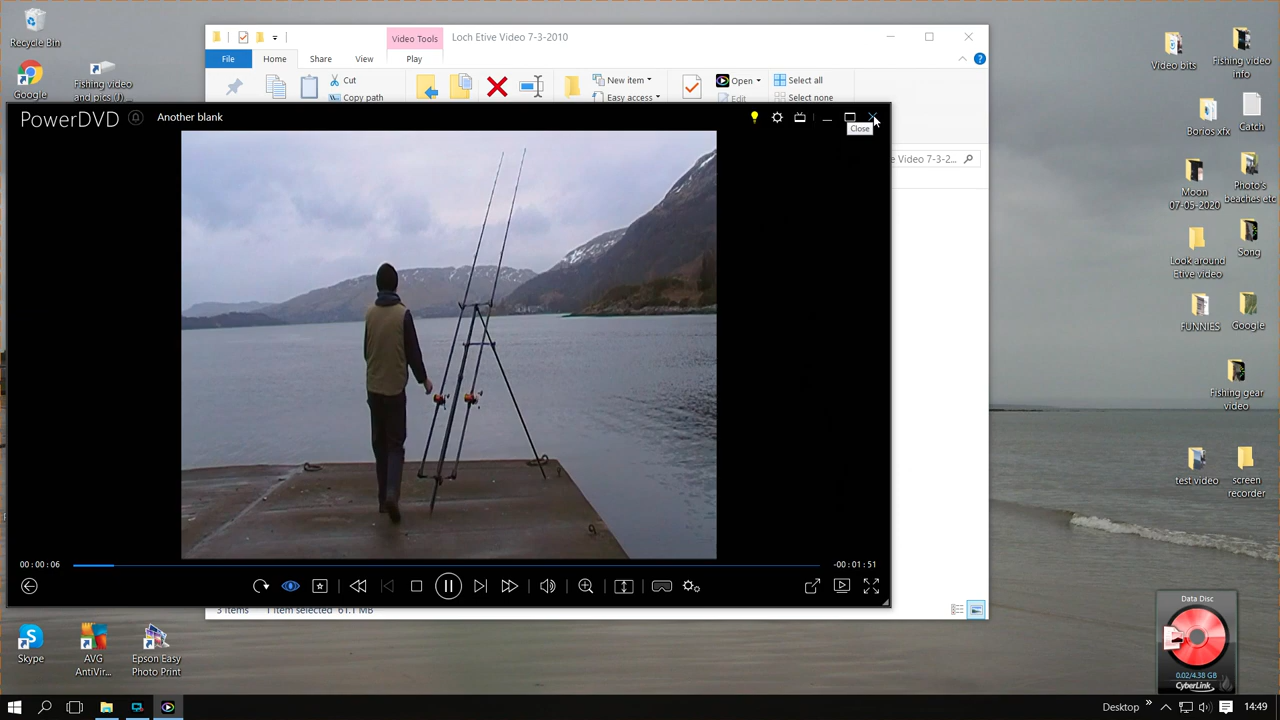 Recycle Bin
Google
Fishing video
and pics (J) ...
Video Tools
Loch Etive Video 7-3-2010
File
Home
Share
View
Play
Cut
Copy path
New item
Easy access
Open
Edit
Select all
Select none
PowerDVD
Another blank
Close
e Video 7-3-2...
00:00:06
-00:01:51
3 items
1 item selected 61.1 MB
Skype
AVG
AntiVir...
Epson Easy
Photo Print
Video bits
Fishing video
info
Borios xfx
Catch
Moon
07-05-2020
Photo's
beaches etc
Look around
Etive video
Song
FUNNIES
Google
Fishing gear
video
test video
screen
recorder
Data Disc
0.02/4.38 GB
CyberLink
Desktop
14:49